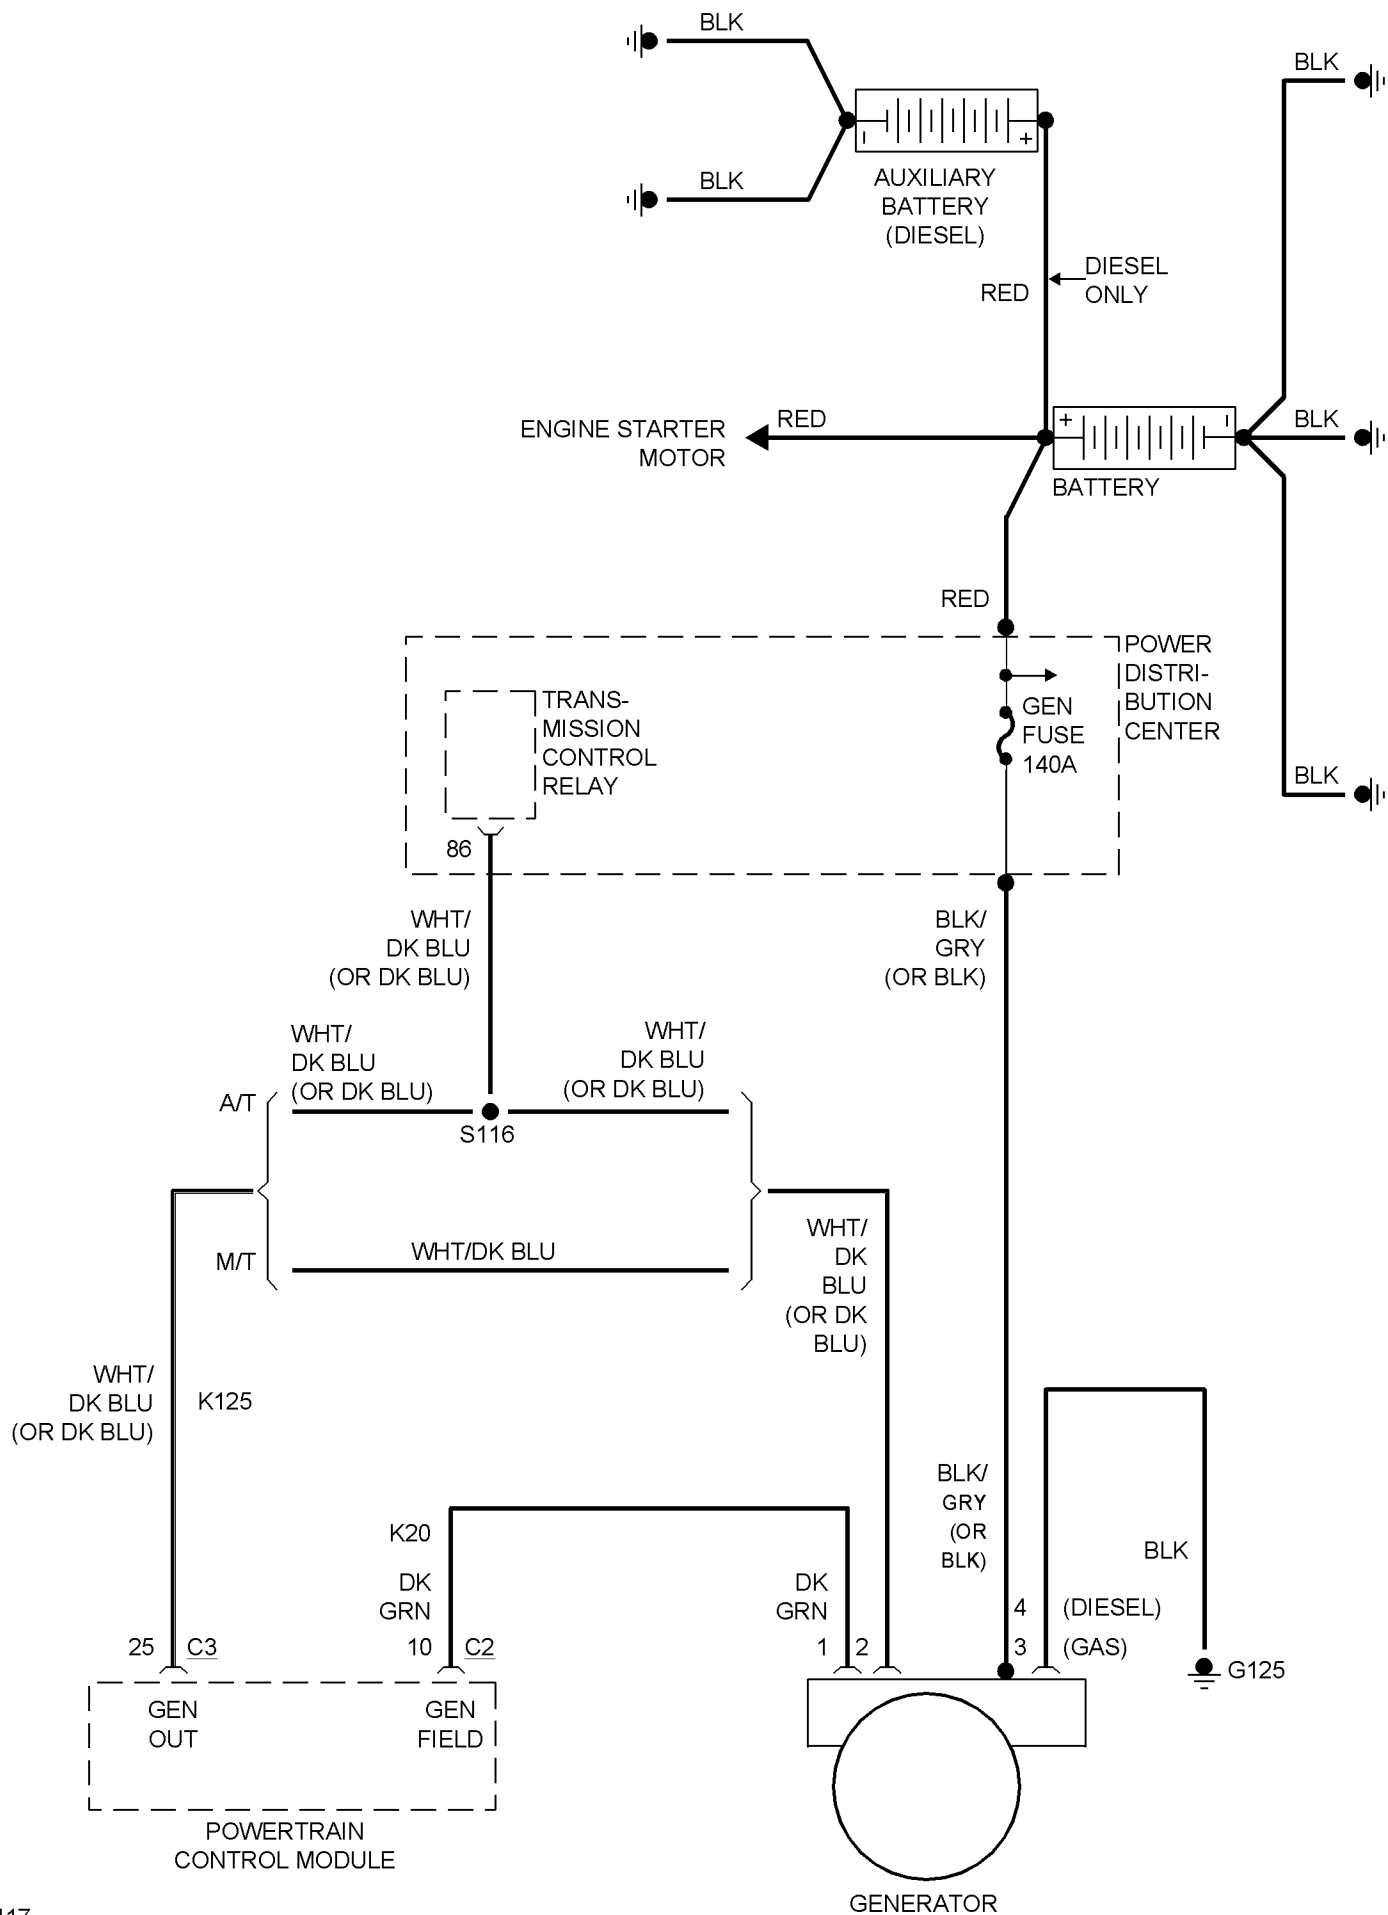 BLK
BLK
BLK
AUXILIARY
BATTERY
(DIESEL)
DIESEL
ONLY
RED
ENGINE STARTER
MOTOR
RED
BLK
BATTERY
RED
POWER
DISTRI-
BUTION
CENTER
TRANS-
MISSION
CONTROL
RELAY
GEN
FUSE
140A
BLK
86
WHT/
DK BLU
(OR DK BLU)
BLK/
GRY
(OR BLK)
WHT/
DK BLU
(OR DK BLU)
WHT/
DK BLU
(OR DK BLU)
A/T
S116
M/T
WHT/DK BLU
WHT/
DK
BLU
(OR DK
BLU)
WHT/
DK BLU
(OR DK BLU)
K125
BLK/
GRY
(OR
BLK)
K20
DK
GRN
DK
GRN
BLK
4 (DIESEL)
25 C3
10 C2
1 2
3 (GAS)
G125
GEN
OUT
GEN
FIELD
POWERTRAIN
CONTROL MODULE
GENERATOR